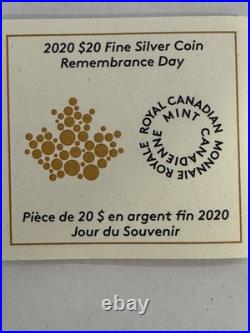 2020 $20 Fine Silver Coin
Remembrance Day
ROYAL CANADIAN MINT
MONNAIE ROYALE CANADIENNE
Pièce de 20 $ en argent fin 2020
Jour du Souvenir